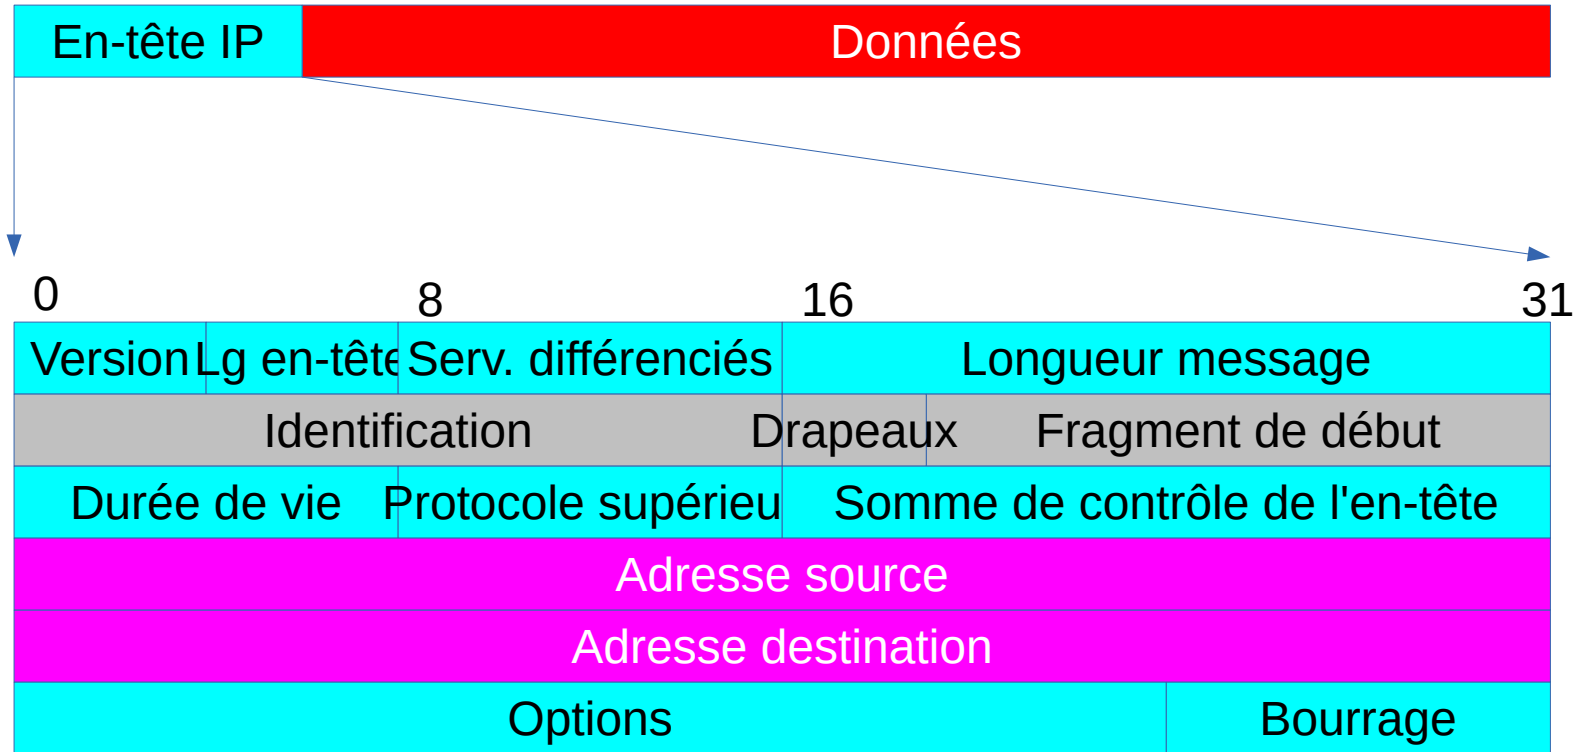 En-tête IP Données
0 8 16 31
Version Lg en-tête Serv. différenciés Longueur message
Identification Drapeaux Fragment de début
Durée de vie Protocole supérieu Somme de contrôle de l'en-tête
Adresse source
Adresse destination
Options Bourrage